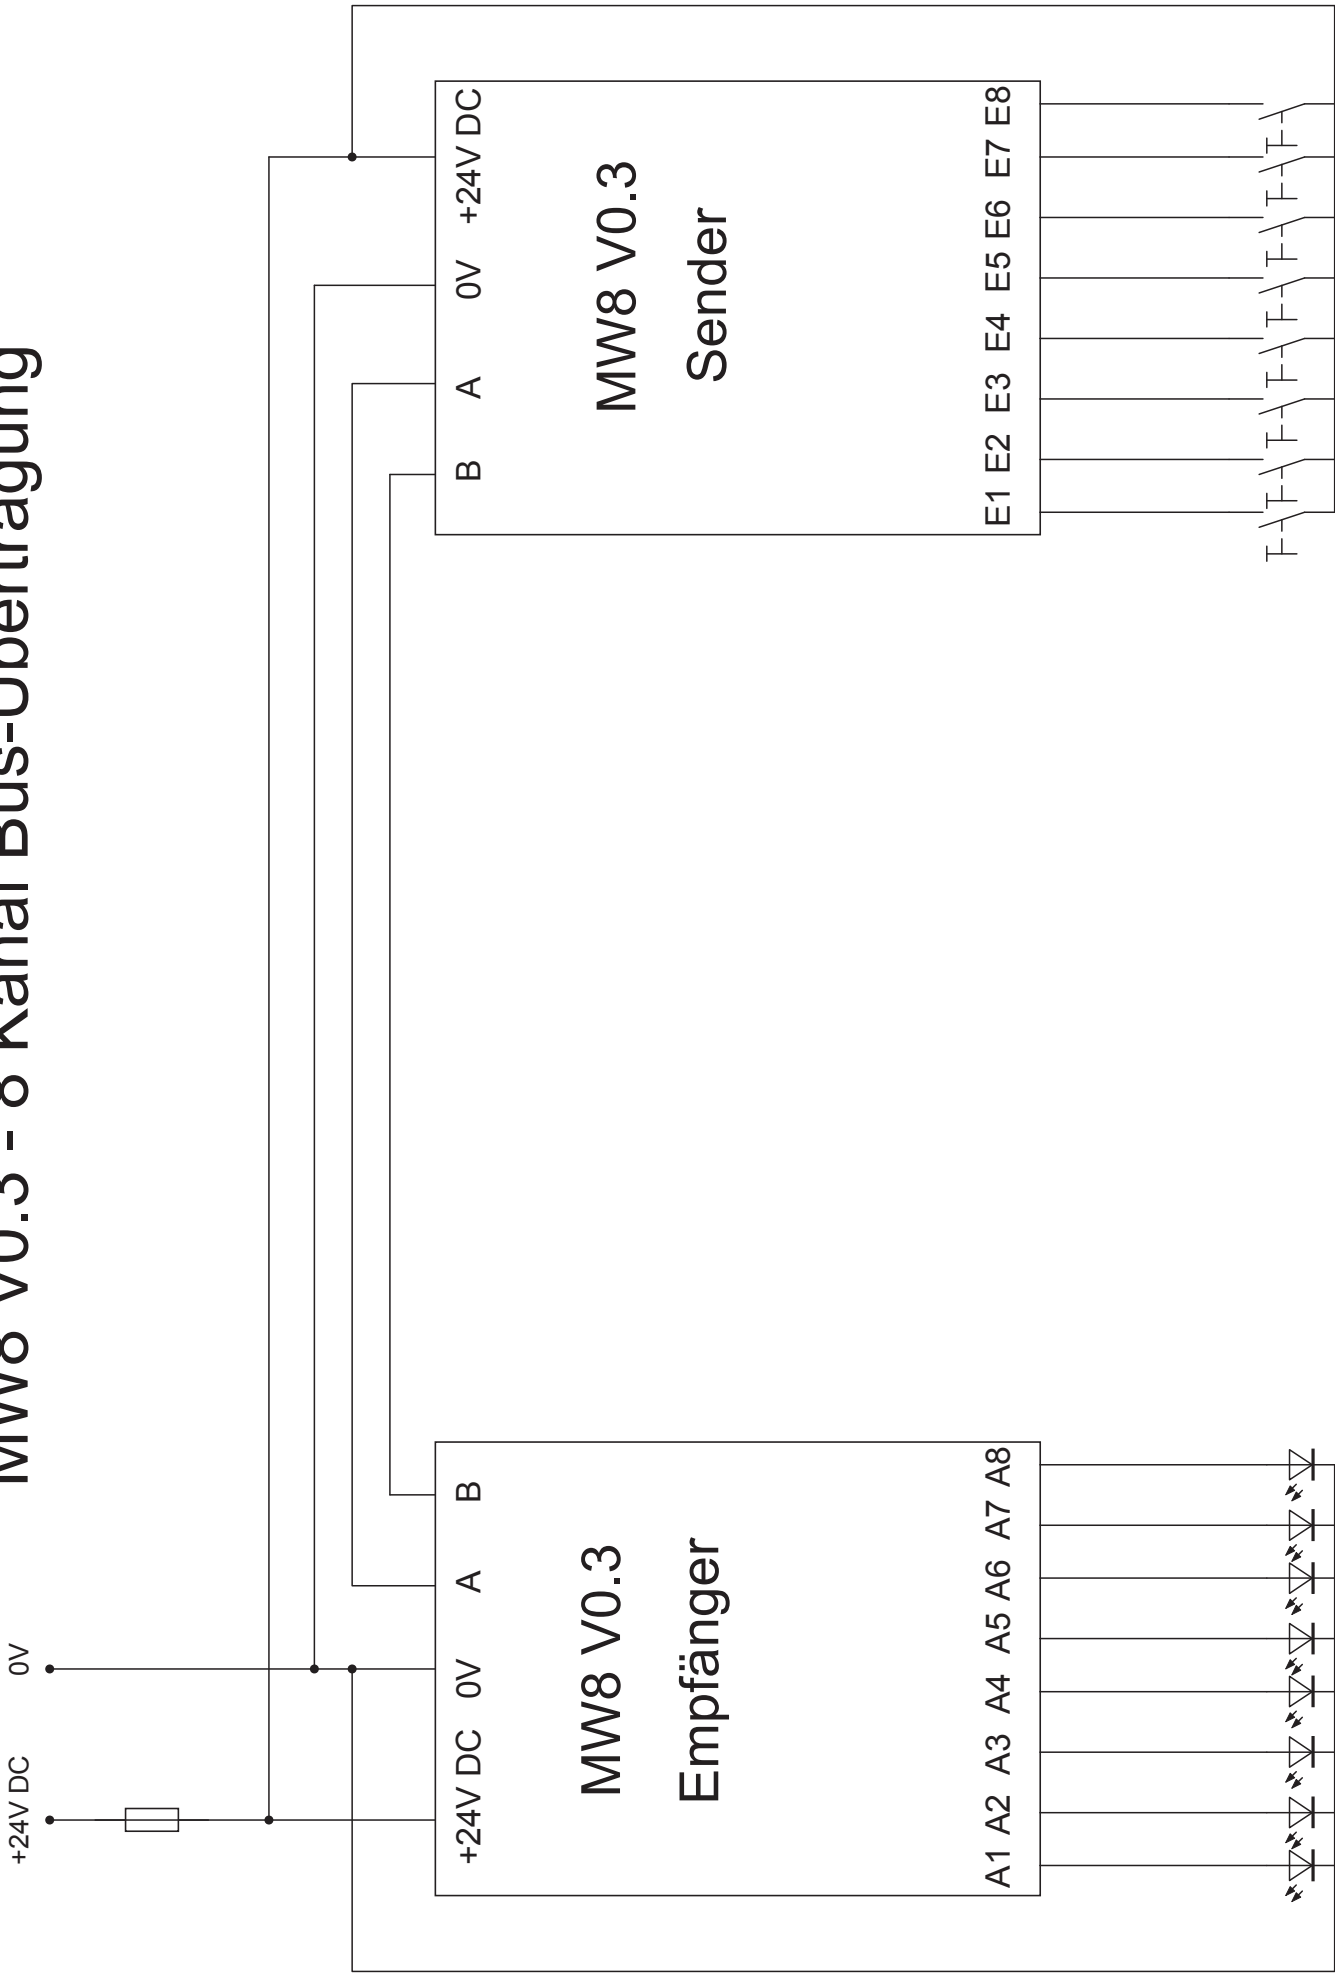 MW8 V0.3 - 8 Kanal Bus-Übertragung
+24V DC 0V
+24V DC 0V A B
MW8 V0.3
Empfänger
A1 A2 A3 A4 A5 A6 A7 A8
B A 0V +24V DC
MW8 V0.3
Sender
E1 E2 E3 E4 E5 E6 E7 E8